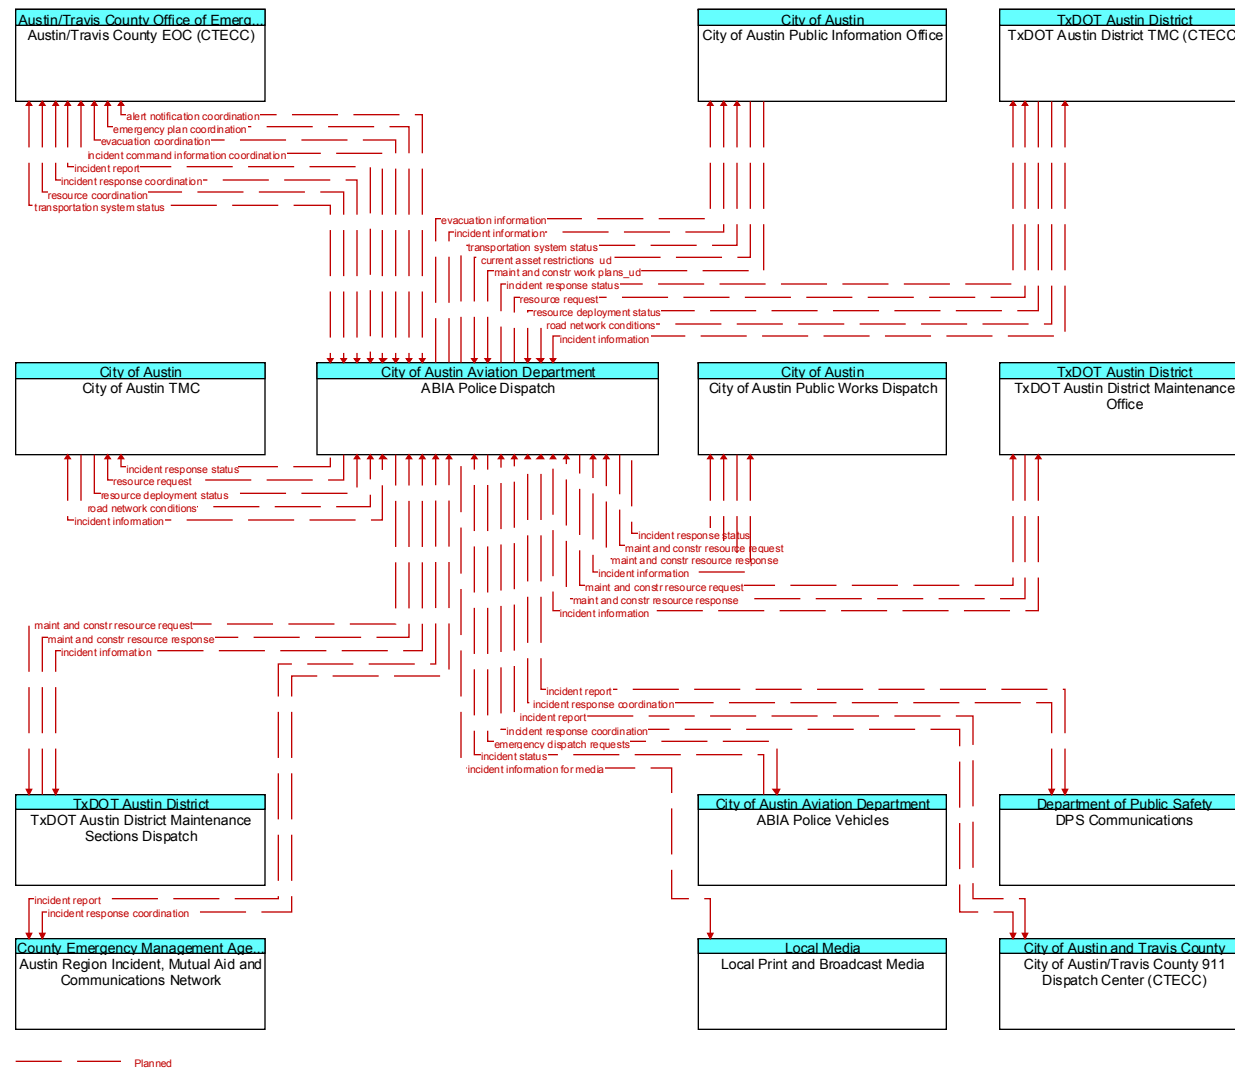 Austin/Travis County Office of Emerg...
Austin/Travis County EOC (CTECC)
City of Austin
City of Austin Public Information Office
TxDOT Austin District
TxDOT Austin District TMC (CTECC
alert notification coordination
emergency plan coordination
evacuation coordination
incident command information coordination
incident report
incident response coordination
resource coordination
transportation system status
evacuation information
incident information
transportation system status
current asset restrictions_ud
maint and constr work plans_ud
incident response status
resource request
resource deployment status
road network conditions
incident information
City of Austin
City of Austin TMC
City of Austin Aviation Department
ABIA Police Dispatch
City of Austin
City of Austin Public Works Dispatch
TxDOT Austin District
TxDOT Austin District Maintenance
Office
incident response status
resource request
resource deployment status
road network conditions
incident information
incident response status
maint and constr resource request
maint and constr resource response
incident information
maint and constr resource request
maint and constr resource response
incident information
maint and constr resource request
maint and constr resource response
incident information
incident report
incident response coordination
incident report
incident response coordination
emergency dispatch requests
incident status
incident information for media
TxDOT Austin District
TxDOT Austin District Maintenance
Sections Dispatch
City of Austin Aviation Department
ABIA Police Vehicles
Department of Public Safety
DPS Communications
incident report
incident response coordination
County Emergency Management Age...
Austin Region Incident, Mutual Aid and
Communications Network
Local Media
Local Print and Broadcast Media
City of Austin and Travis County
City of Austin/Travis County 911
Dispatch Center (CTECC)
Planned